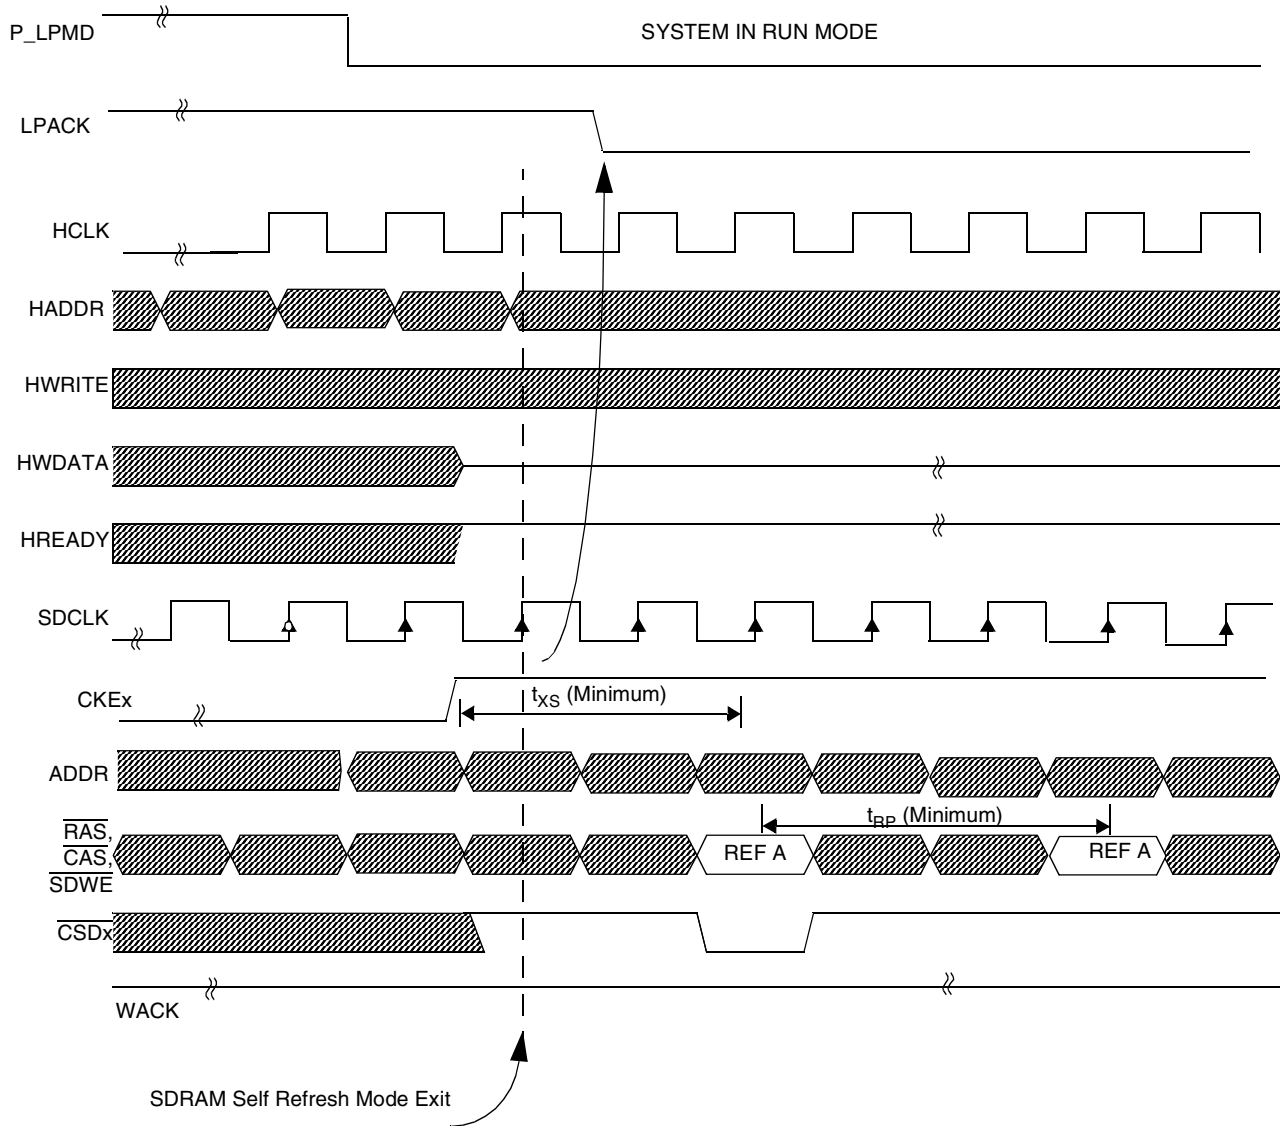 P_LPMD
SYSTEM IN RUN MODE
LPACK
HCLK
HADDR
HWRITE
HWDATA
HREADY
SDCLK
CKEx
tXS (Minimum)
ADDR
tRP (Minimum)
RAS,
CAS,
SDWE
REF A
REF A
CSDx
WACK
SDRAM Self Refresh Mode Exit